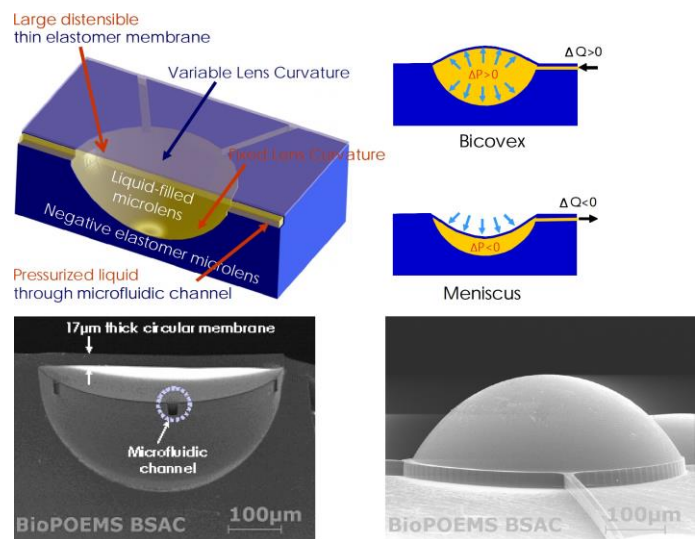 Large distensible
thin elastomer membrane
Variable Lens Curvature
Fixed Lens Curvature
Liquid-filled
microlens
Negative elastomer microlens
Pressurized liquid
through microfluidic channel
ΔQ>0
ΔP>0
Bicovex
ΔQ<0
ΔP<0
Meniscus
17μm thick circular membrane
Microfluidic
channel
BioPOEMS BSAC
100μm
BioPOEMS BSAC
100μm